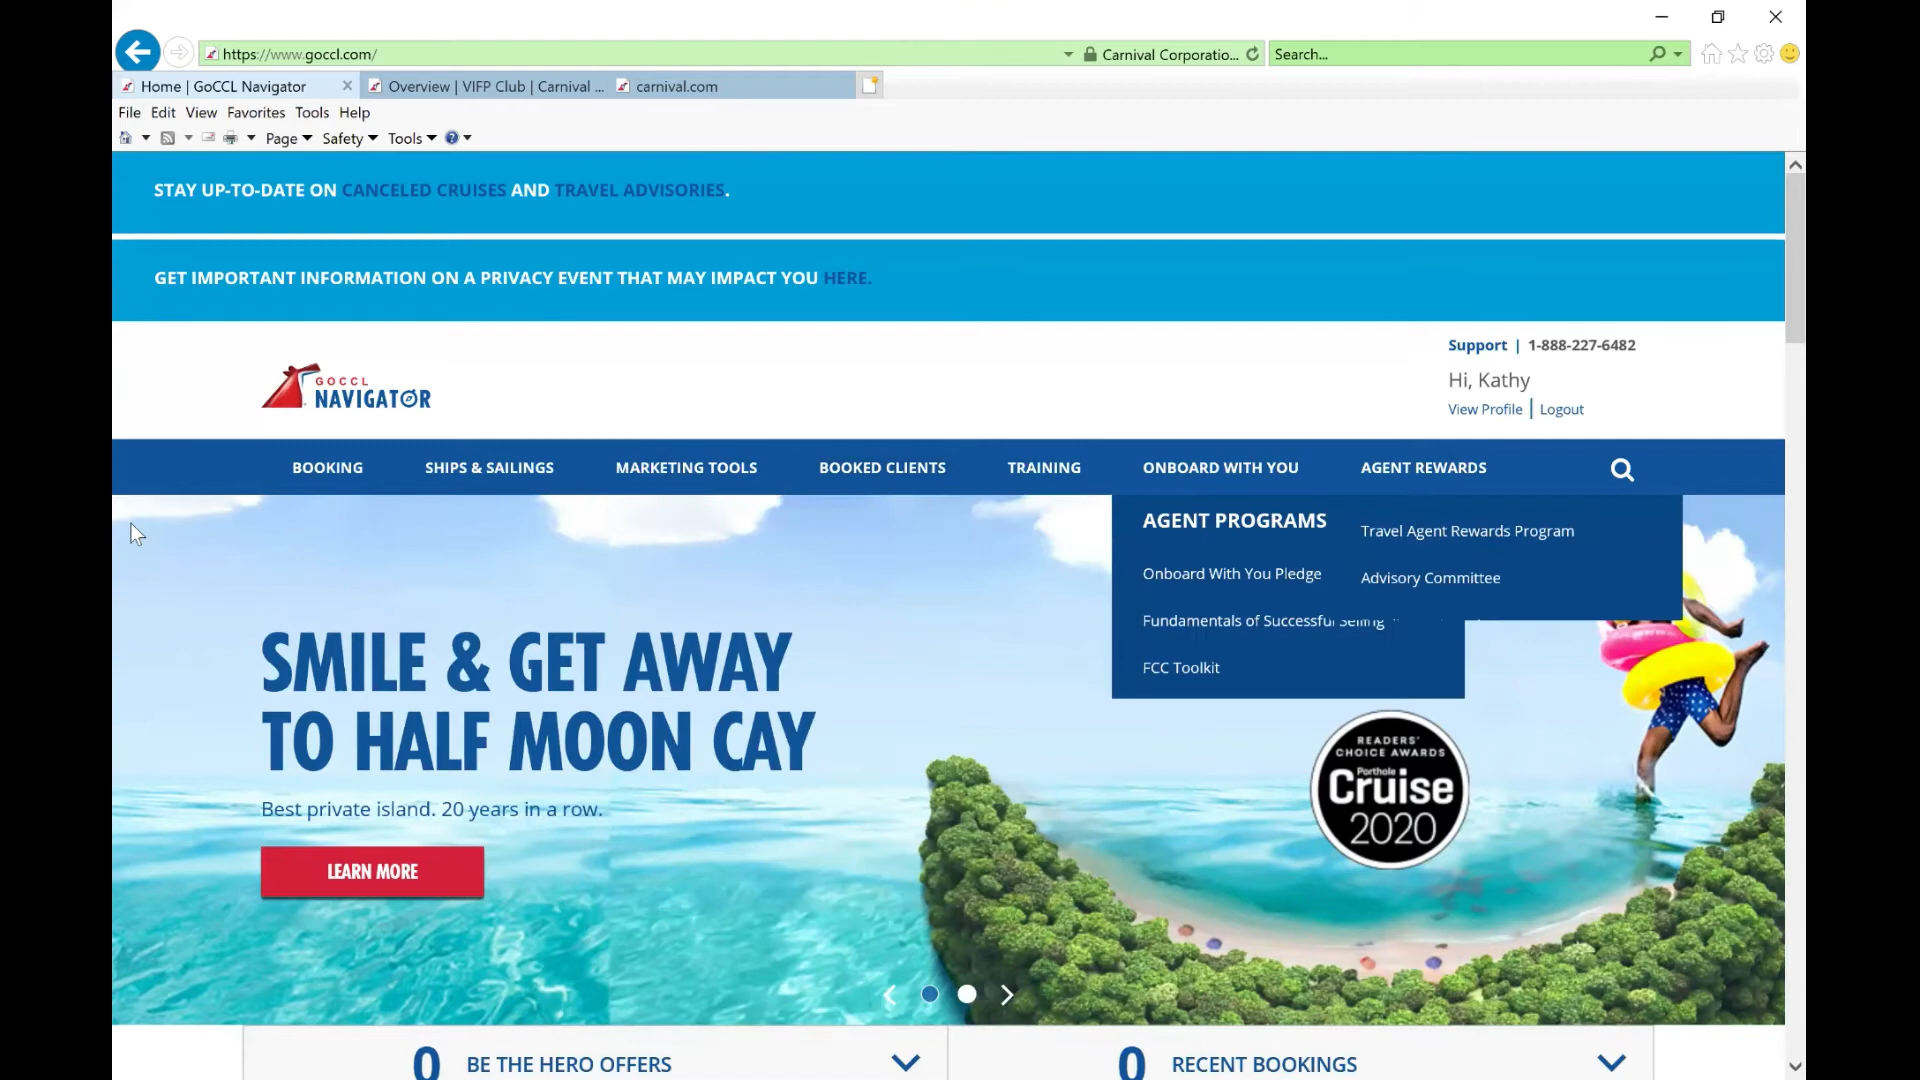 https://www.goccl.com/
Carnival Corporatio...
Search...
Home | GoCCL Navigator
Overview | VIFP Club | Carnival ...
carnival.com
File Edit View Favorites Tools Help
Page Safety Tools
STAY UP-TO-DATE ON CANCELED CRUISES AND TRAVEL ADVISORIES.
GET IMPORTANT INFORMATION ON A PRIVACY EVENT THAT MAY IMPACT YOU HERE.
GOCCL
NAVIGATOR
Support | 1-888-227-6482
Hi, Kathy
View Profile | Logout
BOOKING SHIPS & SAILINGS MARKETING TOOLS BOOKED CLIENTS TRAINING ONBOARD WITH YOU AGENT REWARDS
AGENT PROGRAMS
Onboard With You Pledge
Fundamentals of Successful Selling
FCC Toolkit
Travel Agent Rewards Program
Advisory Committee
SMILE & GET AWAY
TO HALF MOON CAY
Best private island. 20 years in a row.
LEARN MORE
READERS'
CHOICE AWARDS
Porthole
Cruise
2020
0 BE THE HERO OFFERS
0 RECENT BOOKINGS